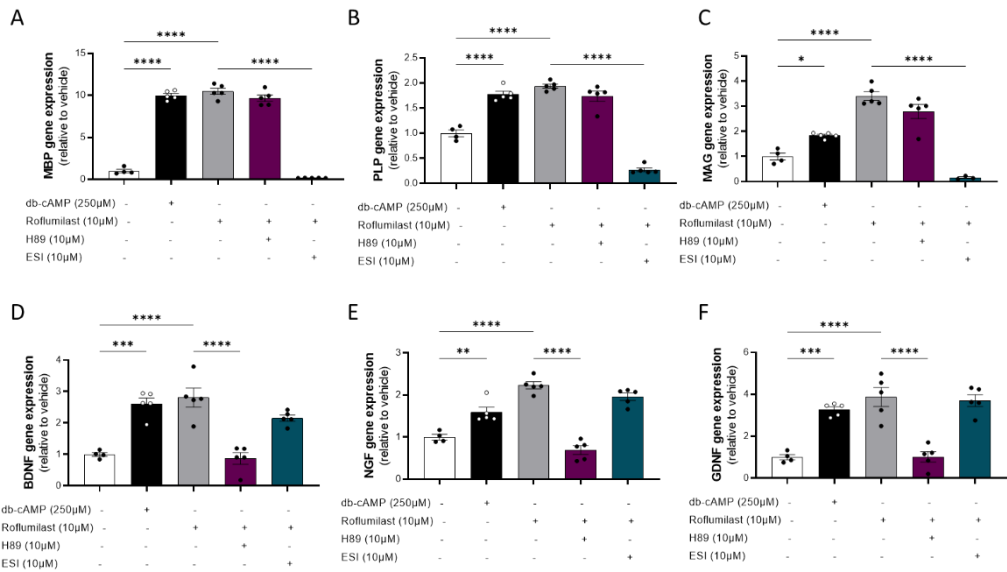 A
MBP gene expression
(relative to vehicle)
15
10
5
0
****
****
****
db-cAMP (250µM) - + - - -
Roflumilast (10µM) - - + + +
H89 (10µM) - - - + -
ESI (10µM) - - - - +
B
PLP gene expression
(relative to vehicle)
2.5
2.0
1.5
1.0
0.5
0.0
****
****
****
db-cAMP (250µM) - + - - -
Roflumilast (10µM) - - + + +
H89 (10µM) - - - + -
ESI (10µM) - - - - +
C
MAG gene expression
(relative to vehicle)
5
4
3
2
1
0
****
*
****
db-cAMP (250µM) - + - - -
Roflumilast (10µM) - - + + +
H89 (10µM) - - - + -
ESI (10µM) - - - - +
D
BDNF gene expression
(relative to vehicle)
4
3
2
1
0
****
***
****
db-cAMP (250µM) - + - - -
Roflumilast (10µM) - - + + +
H89 (10µM) - - - + -
ESI (10µM) - - - - +
E
NGF gene expression
(relative to vehicle)
3
2
1
0
****
**
****
db-cAMP (250µM) - + - - -
Roflumilast (10µM) - - + + +
H89 (10µM) - - - + -
ESI (10µM) - - - - +
F
GDNF gene expression
(relative to vehicle)
6
4
2
0
****
***
****
db-cAMP (250µM) - + - - -
Roflumilast (10µM) - - + + +
H89 (10µM) - - - + -
ESI (10µM) - - - - +